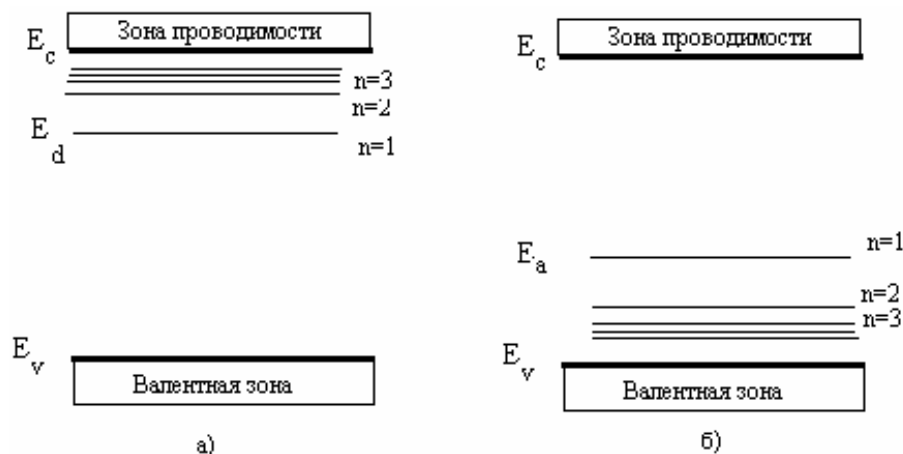 Зона проводимости
E_c
n=3
n=2
E_d
n=1
E_v
Валентная зона
а)
Зона проводимости
E_c
n=1
E_a
n=2
n=3
E_v
Валентная зона
б)